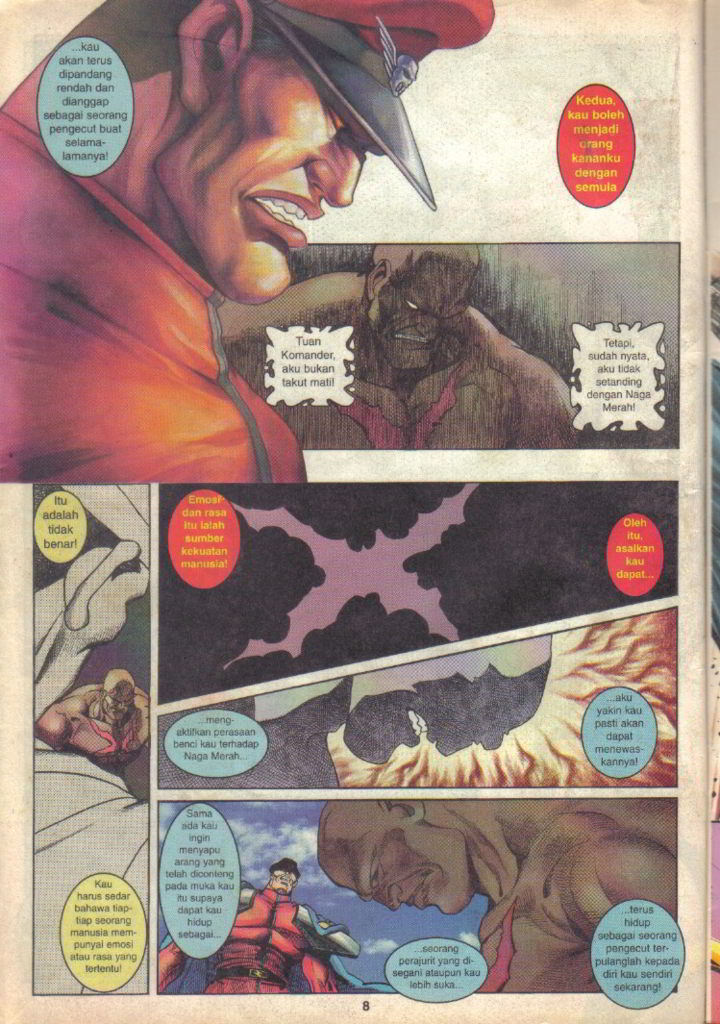 ...kau
akan terus
dipandang
rendah dan
dianggap
sebagai seorang
pengecut buat
selama-
lamanya!
Kedua,
kau boleh
menjadi
orang
kananku
dengan
semula
Tuan
Komander,
aku bukan
takut mati!
Tetapi,
sudah nyata,
aku tidak
setanding
dengan Naga
Merah!
Itu
adalah
tidak
benar!
Kau
harus sedar
bahawa tiap-
tiap seorang
manusia mem-
punyai emosi
atau rasa yang
tertentu!
Emosi
dan rasa
itu ialah
sumber
kekuatan
manusia!
Oleh
itu,
asalkan
kau
dapat...
...meng-
aktifkan perasaan
benci kau terhadap
Naga Merah...
...aku
yakin kau
pasti akan
dapat
menewas-
kannya!
Sama
ada kau
ingin
menyapu
arang yang
telah diconteng
pada muka kau
itu supaya
dapat kau
hidup
sebagai...
...seorang
perajurit yang di-
segani ataupun kau
lebih suka...
...terus
hidup
sebagai seorang
pengecut ter-
pulanglah kepada
diri kau sendiri
sekarang!
8